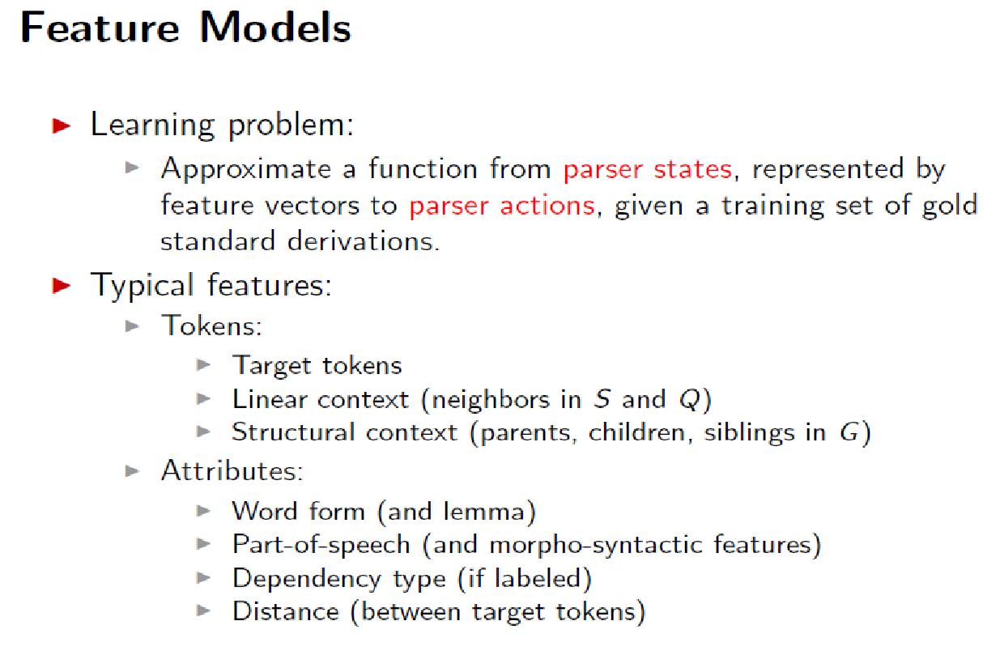 Feature Models
▶ Learning problem:
▶ Approximate a function from parser states, represented by
feature vectors to parser actions, given a training set of gold
standard derivations.
▶ Typical features:
▶ Tokens:
▶ Target tokens
▶ Linear context (neighbors in S and Q)
▶ Structural context (parents, children, siblings in G)
▶ Attributes:
▶ Word form (and lemma)
▶ Part-of-speech (and morpho-syntactic features)
▶ Dependency type (if labeled)
▶ Distance (between target tokens)